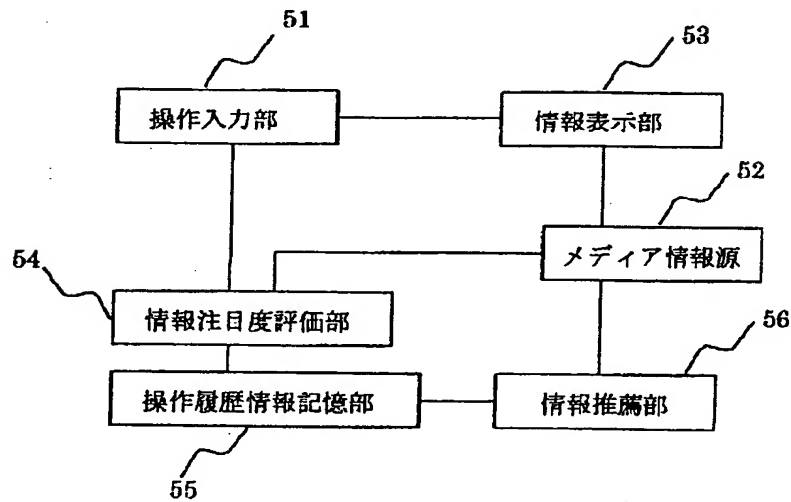 51
53
操作入力部
情報表示部
52
メディア情報源
54
情報注目度評価部
56
操作履歴情報記憶部
情報推薦部
55